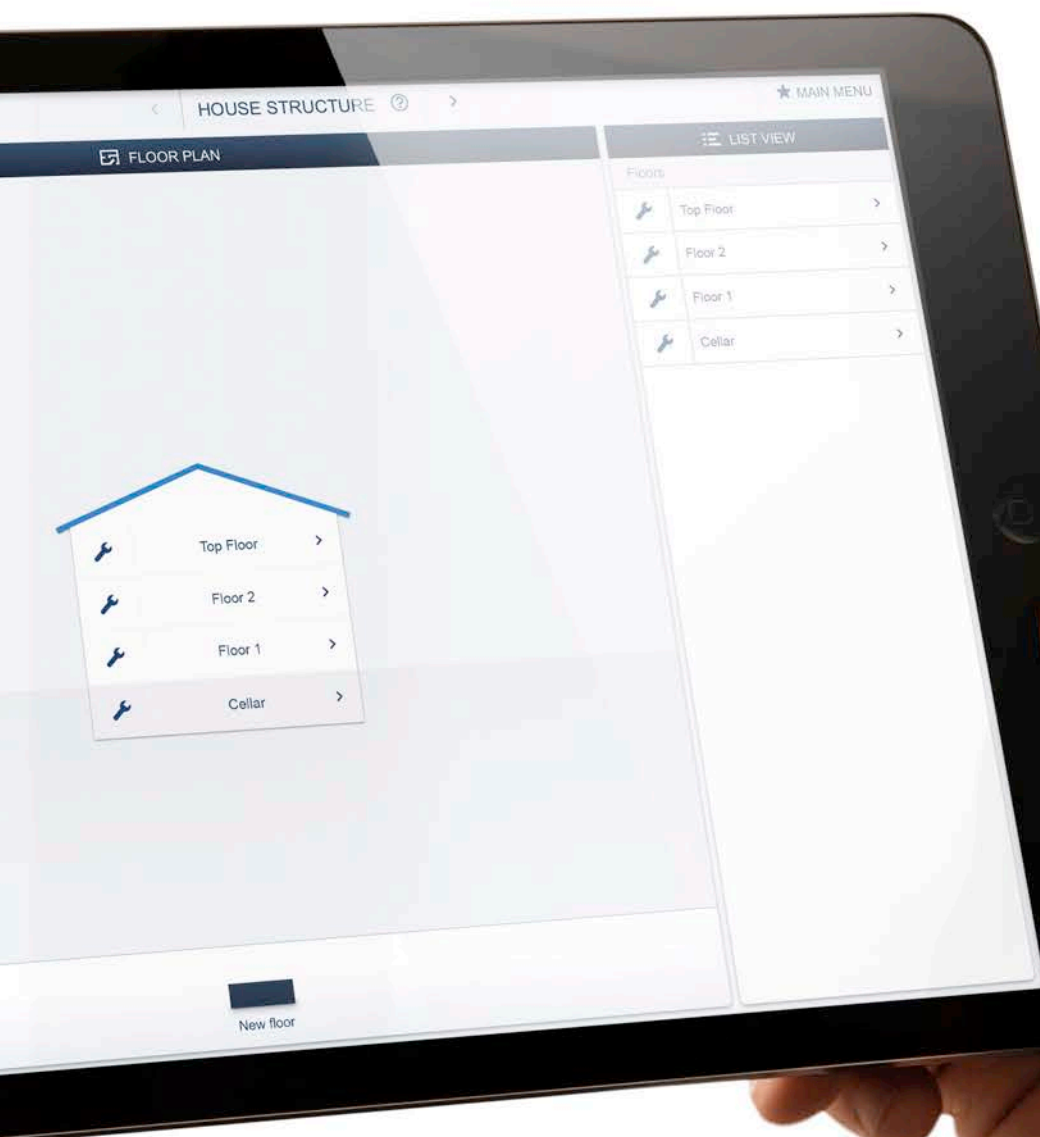 HOUSE STRUCTURE ?
MAIN MENU
FLOOR PLAN
LIST VIEW
Floors
Top Floor
Floor 2
Floor 1
Cellar
Top Floor
Floor 2
Floor 1
Cellar
New floor